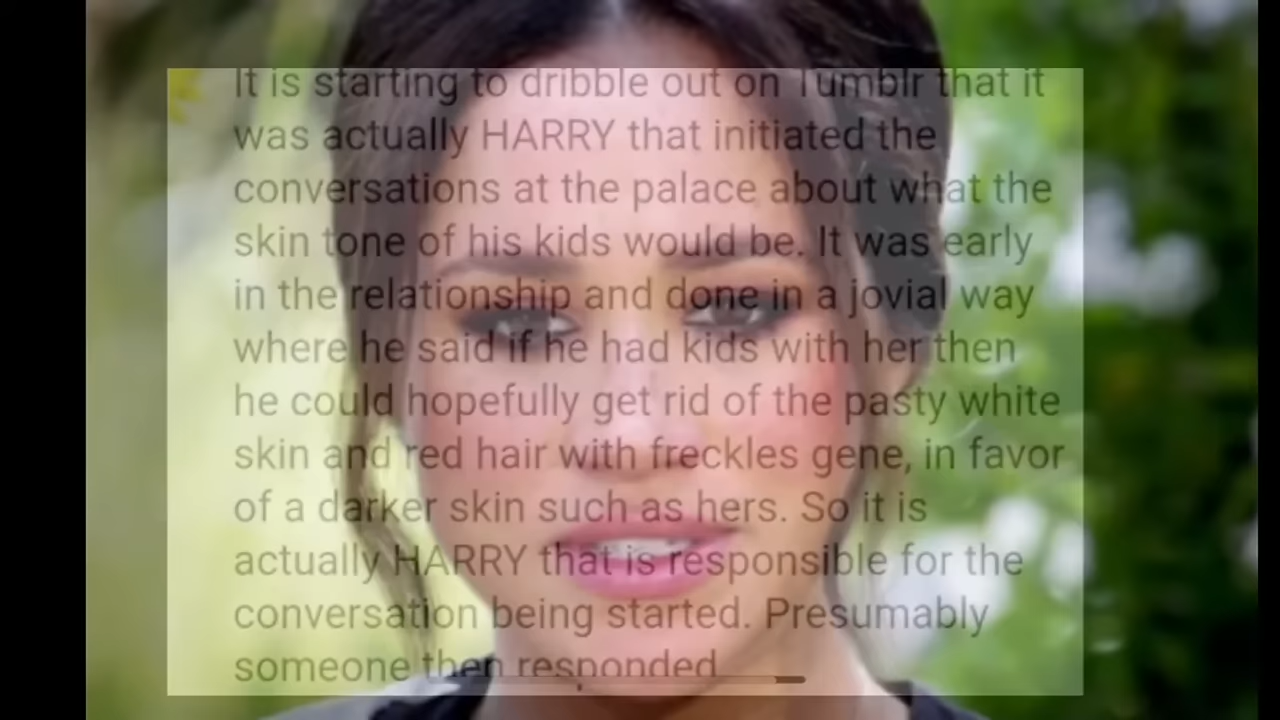 It is starting to dribble out on Tumblr that it
was actually HARRY that initiated the
conversations at the palace about what the
skin tone of his kids would be. It was early
in the relationship and done in a jovial way
where he said if he had kids with her then
he could hopefully get rid of the pasty white
skin and red hair with freckles gene, in favor
of a darker skin such as hers. So it is
actually HARRY that is responsible for the
conversation being started. Presumably
someone then responded